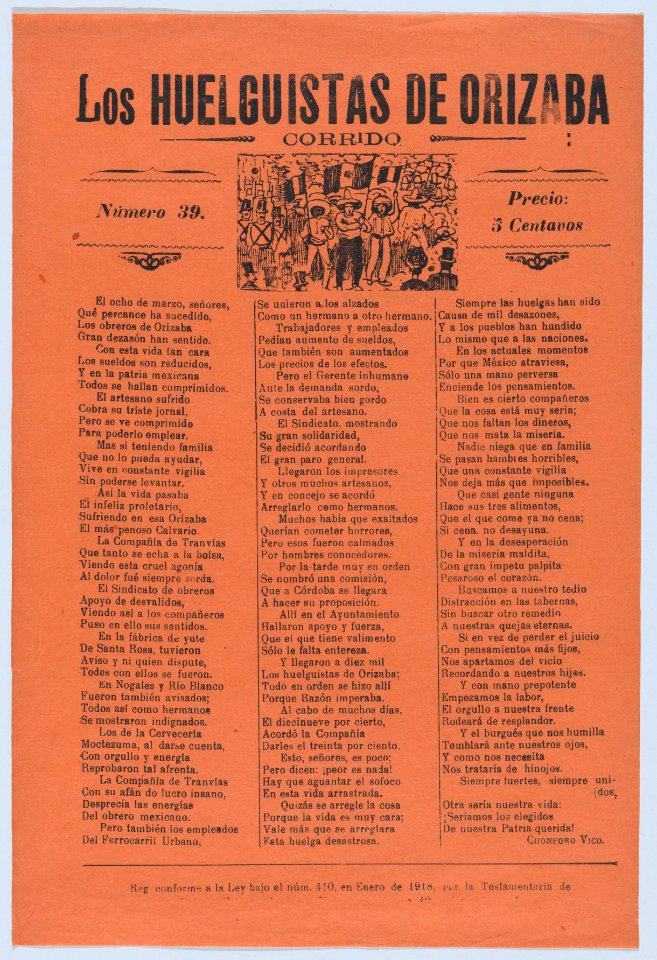 Los HUELGUISTAS DE ORIZABA
CORRIDO
Número 39.
Precio:
5 Centavos
El ocho de marzo, señores,
Qué percance ha sucedido,
Los obreros de Orizaba
Gran dezasón han sentido.
Con esta vida tan cara
Los sueldos son reducidos,
Y en la patria mexicana
Todos se hallan comprimidos.
El artesano sufrido
Cobra su triste jornal,
Pero se ve comprimido
Para poderlo emplear.
Mas si teniendo familia
Que no lo pueda ayudar,
Vive en constante vigilia
Sin poderse levantar.
Así la vida pasaba
El infeliz proletario,
Sufriendo en esa Orizaba
El más penoso Calvario.
La Compañía de Tranvías
Que tanto se echa a la bolsa,
Viendo esta cruel agonía
Al dolor fué siempre sorda.
El Sindicato de obreros
Apoyo de desvalidos,
Viendo así a los compañeros
Puso en ello sus sentidos.
En la fábrica de yute
De Santa Rosa, tuvieron
Aviso y ni quien dispute,
Todos con ellos se fueron.
En Nogales y Río Blanco
Fueron también avisados;
Todos así como hermanos
Se mostraron indignados.
Los de la Cervecería
Moctezuma, al darse cuenta,
Con orgullo y energía
Reprobaron tal afrenta.
La Compañía de Tranvías
Con su afán de lucro insano,
Desprecia las energías
Del obrero mexicano.
Pero también los empleados
Del Ferrocarril Urbano,
Se unieron a los alzados
Como un hermano a otro hermano.
Trabajadores y empleados
Pedían aumento de sueldos,
Que también son aumentados
Los precios de los efectos.
Pero el Gerente inhumano
Ante la demanda sordo,
Se conservaba bien gordo
A costa del artesano.
El Sindicato, mostrando
Su gran solidaridad,
Se decidió acordando
El gran paro general.
Llegaron los impresores
Y otros muchos artesanos,
Y en concejo se acordó
Arreglarlo como hermanos.
Muchos había que exaltados
Querían cometer horrores,
Pero esos fueron calmados
Por hombres conocedores.
Por la tarde muy en orden
Se nombró una comisión,
Que a Córdoba se llegara
A hacer su proposición.
Allí en el Ayuntamiento
Hallaron apoyo y fuerza,
Que el que tiene valimento
Sólo le falta entereza.
Y llegaron a diez mil
Los huelguistas de Orizaba;
Todo en orden se hizo allí
Porque Razón imperaba.
Al cabo de muchos días,
El diecinueve por cierto,
Acordó la Compañía
Darles el treinta por ciento.
Esto, señores, es poco;
Pero dicen: ¡peor es nada!
Hay que aguantar el sofoco
En esta vida arrastrada.
Quizás se arregle la cosa
Porque la vida es muy cara;
Vale más que se arreglara
Esta huelga desastrosa.
Siempre las huelgas han sido
Causa de mil desazones,
Y a los pueblos han hundido
Lo mismo que a las naciones.
En los actuales momentos
Por que México atraviesa,
Sólo una mano perversa
Enciende los pensamientos.
Bien es cierto compañeros
Que la cosa está muy seria;
Que nos faltan los dineros,
Que nos mata la miseria.
Nadie niega que en familia
Se pasan hambres horribles,
Que una constante vigilia
Nos deja más que imposibles.
Que casi gente ninguna
Hace sus tres alimentos,
Que el que come ya no cena;
Si cena, no desayuna.
Y en la desesperación
De la miseria maldita,
Con gran ímpetu palpita
Pesaroso el corazón.
Buscamos a nuestro tedio
Distracción en las tabernas,
Sin buscar otro remedio
A nuestras quejas eternas.
Si en vez de perder el juicio
Con pensamientos más fijos,
Nos apartamos del vicio
Recordando a nuestros hijos.
Y con mano prepotente
Empezamos la labor,
El orgullo a nuestra frente
Rodeará de resplandor.
Y el burgués que nos humilla
Temblará ante nuestros ojos,
Y como nos necesita
Nos trataría de hinojos.
Siempre fuertes, siempre uni-
(dos,
Otra sería nuestra vida:
¡Seríamos los elegidos
De nuestra Patria querida!
CHONFORO VICO.
Reg conforme a la Ley bajo el núm. 410, en Enero de 1918, por la Testamentaría de